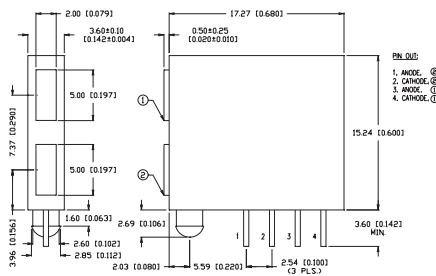 2.00 [0.079]
3.60±0.10
[0.142±0.004]
0.50±0.25
[0.020±0.010]
17.27 [0.680]
PIN OUT:
1, ANODE,
2, CATHODE,
3. ANODE.
4. CATHODE,
5.00 [0.197]
7.37 [0.290]
1
15.24 [0.600]
5.00 [0.197]
2
1.60 [0.063]
3.96 [0.156]
2.60 [0.102]
2.85 [0.112]
2.69 [0.106]
1 2 3 4
3.60 [0.142]
MIN.
2.03 [0.080]
5.59 [0.220]
2.54 [0.100]
(3 PLS.)